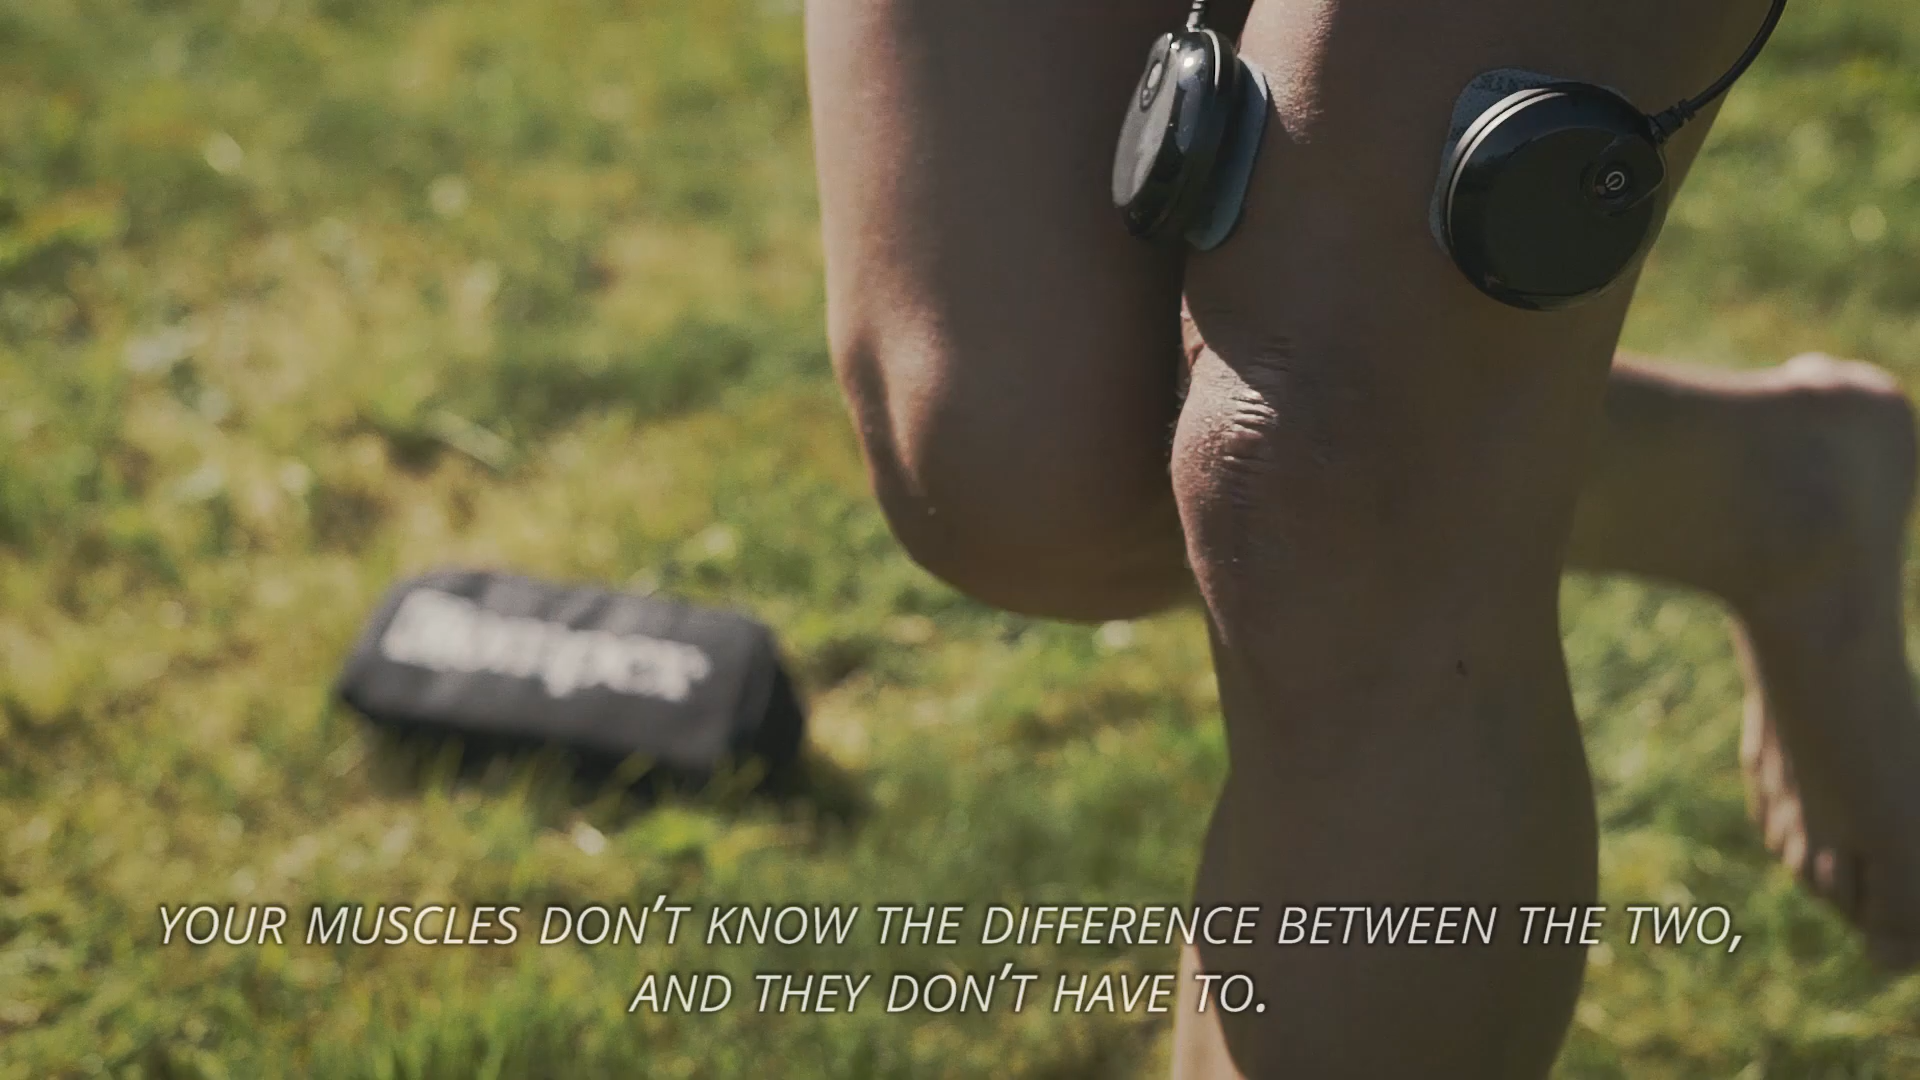 YOUR MUSCLES DON'T KNOW THE DIFFERENCE BETWEEN THE TWO,
AND THEY DON'T HAVE TO.